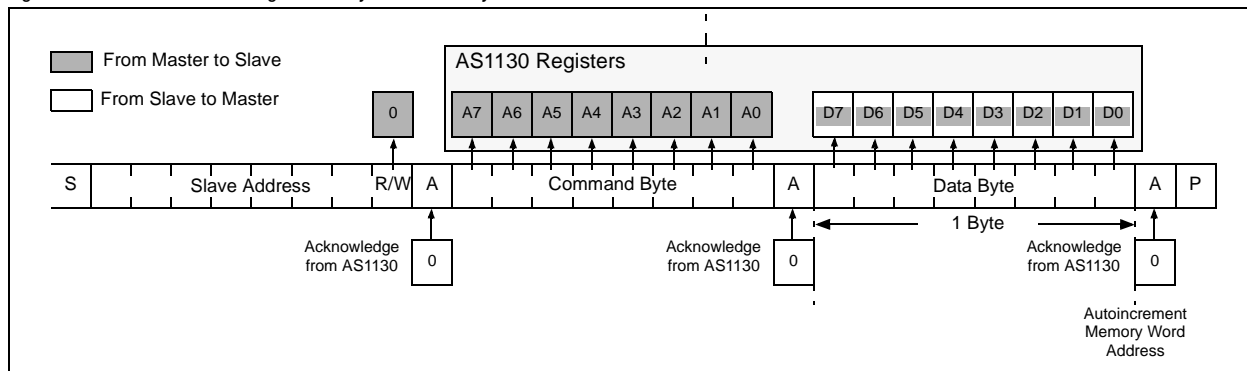 From Master to Slave
From Slave to Master
AS1130 Registers
0
A7 A6 A5 A4 A3 A2 A1 A0
D7 D6 D5 D4 D3 D2 D1 D0
S Slave Address R/W A Command Byte A Data Byte A P
1 Byte
Acknowledge
from AS1130
0
Acknowledge
from AS1130
0
Acknowledge
from AS1130
0
Autoincrement
Memory Word
Address